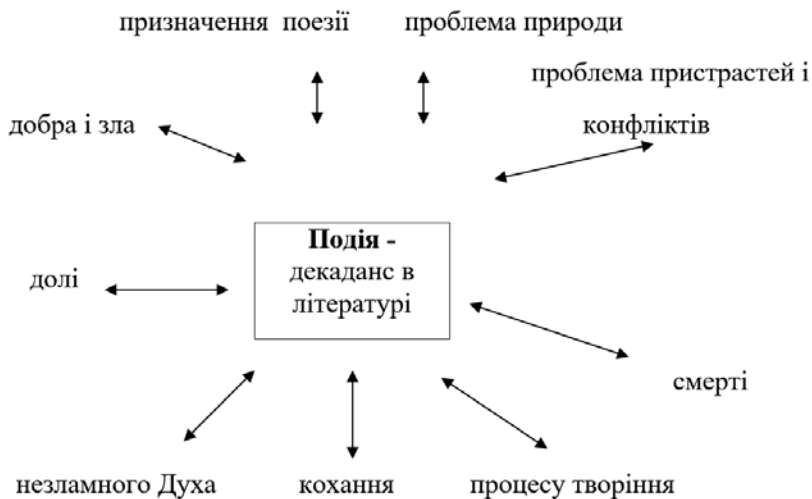 призначення поезії
проблема природи
проблема пристрастей і
конфліктів
добра і зла
Подія -
декаданс в
літературі
долі
смерті
незламного Духа
кохання
процесу творіння